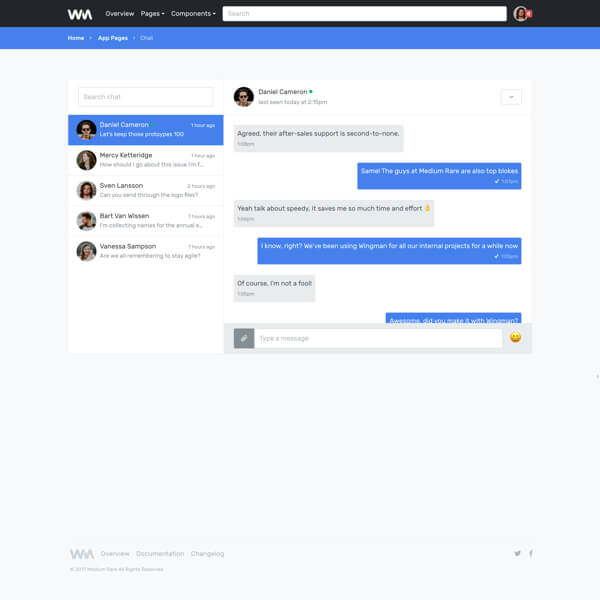 WM
Overview Pages Components Search
Home App Pages Chat
Search chat
Daniel Cameron 1 hour ago
Let's keep those protoypes 100
Mercy Ketteridge 1 hour ago
How should I go about this issue I'm f...
Sven Lansson 2 hours ago
Can you send through the logo files?
Bart Van Wissen 7 hours ago
I'm collecting names for the annual e...
Vanessa Sampson 7 hours ago
Are we all remembering to stay agile?
Daniel Cameron
last seen today at 2:15pm
Agreed, their after-sales support is second-to-none.
1:08pm
Same! The guys at Medium Rare are also top blokes
1:07pm
Yeah talk about speedy, it saves me so much time and effort 👌
1:06pm
I know, right? We've been using Wingman for all our internal projects for a while now
1:05pm
Of course, I'm not a fool!
1:05pm
Awesome, did you make it with Wingman?
Type a message
WM Overview Documentation Changelog
© 2017 Medium Rare All Rights Reserved